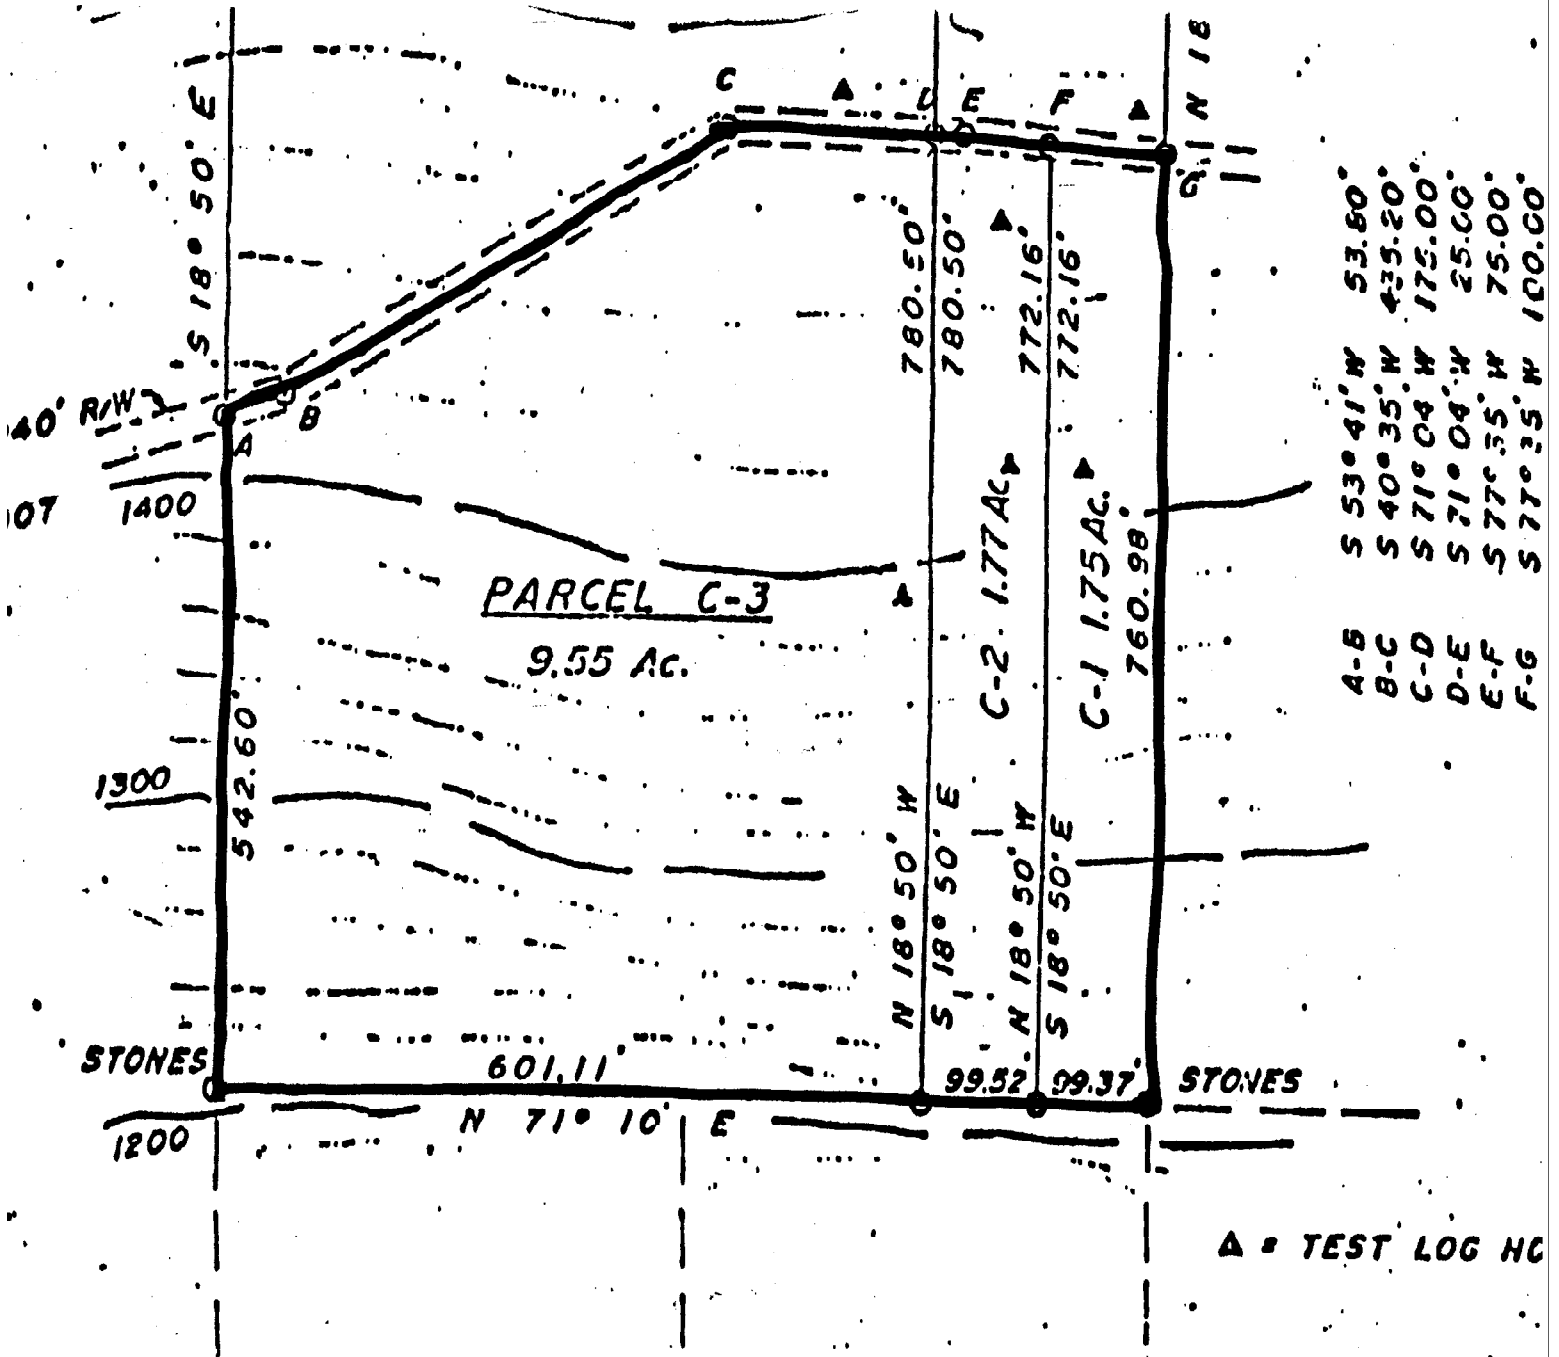 S 18° 50' E
N 18
C
D E F
G
B
A
40' R/W
07
1400
PARCEL C-3
9.55 Ac.
780.50'
780.50'
772.16'
772.16'
C-2. 1.77 Ac.
C-1 1.75 Ac.
760.98'
542.60'
1300
N 18° 50' W
S 18° 50' E
N 18° 50' W
S 18° 50' E
STONES
601.11'
99.52
99.37'
STONES
N 71° 10' E
1200
A-B S 53° 41' W 53.80'
B-C S 40° 35' W 435.20'
C-D S 71° 04' W 175.00'
D-E S 71° 04' W 25.00'
E-F S 77° 35' W 75.00'
F-G S 77° 35' W 100.00'
▲ = TEST LOG HO